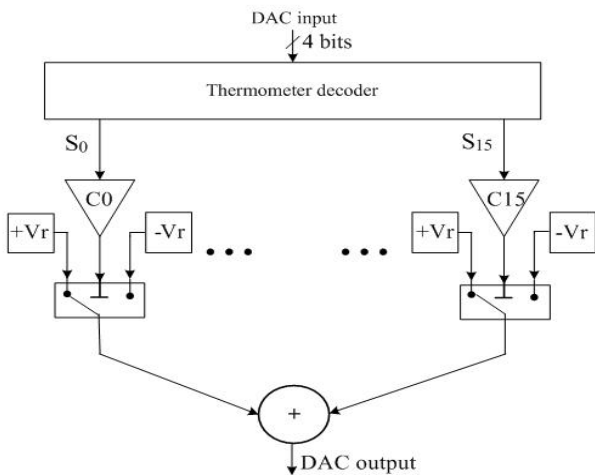 DAC input
4 bits
Thermometer decoder
S0
S15
C0
C15
+Vr
-Vr
+Vr
-Vr
+
DAC output